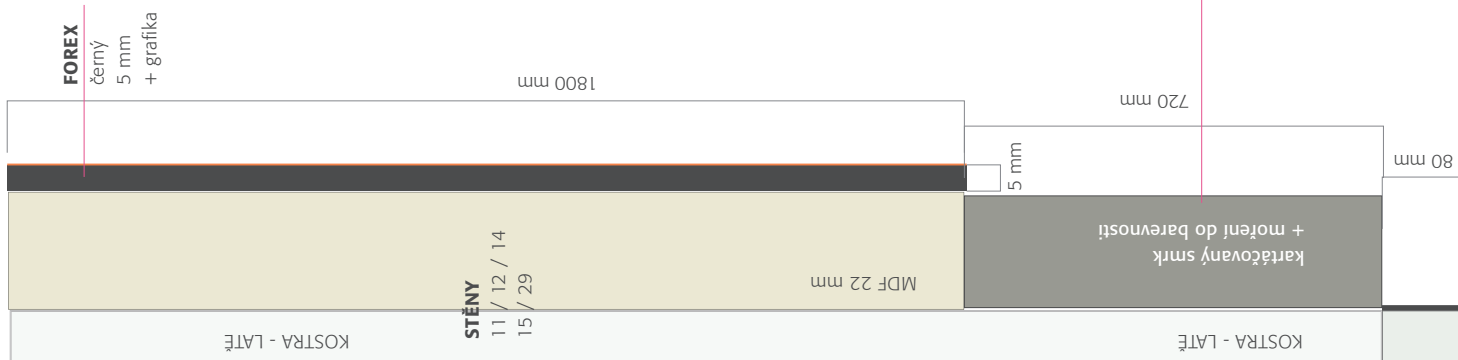 FOREX
černý
5 mm
+ grafika
1800 mm
720 mm
80 mm
5 mm
kartáčovaný smrk
+ moření do barevnosti
MDF 22 mm
STĚNY
11 / 12 / 14
15 / 29
KOSTRA - LATĚ
KOSTRA - LATĚ